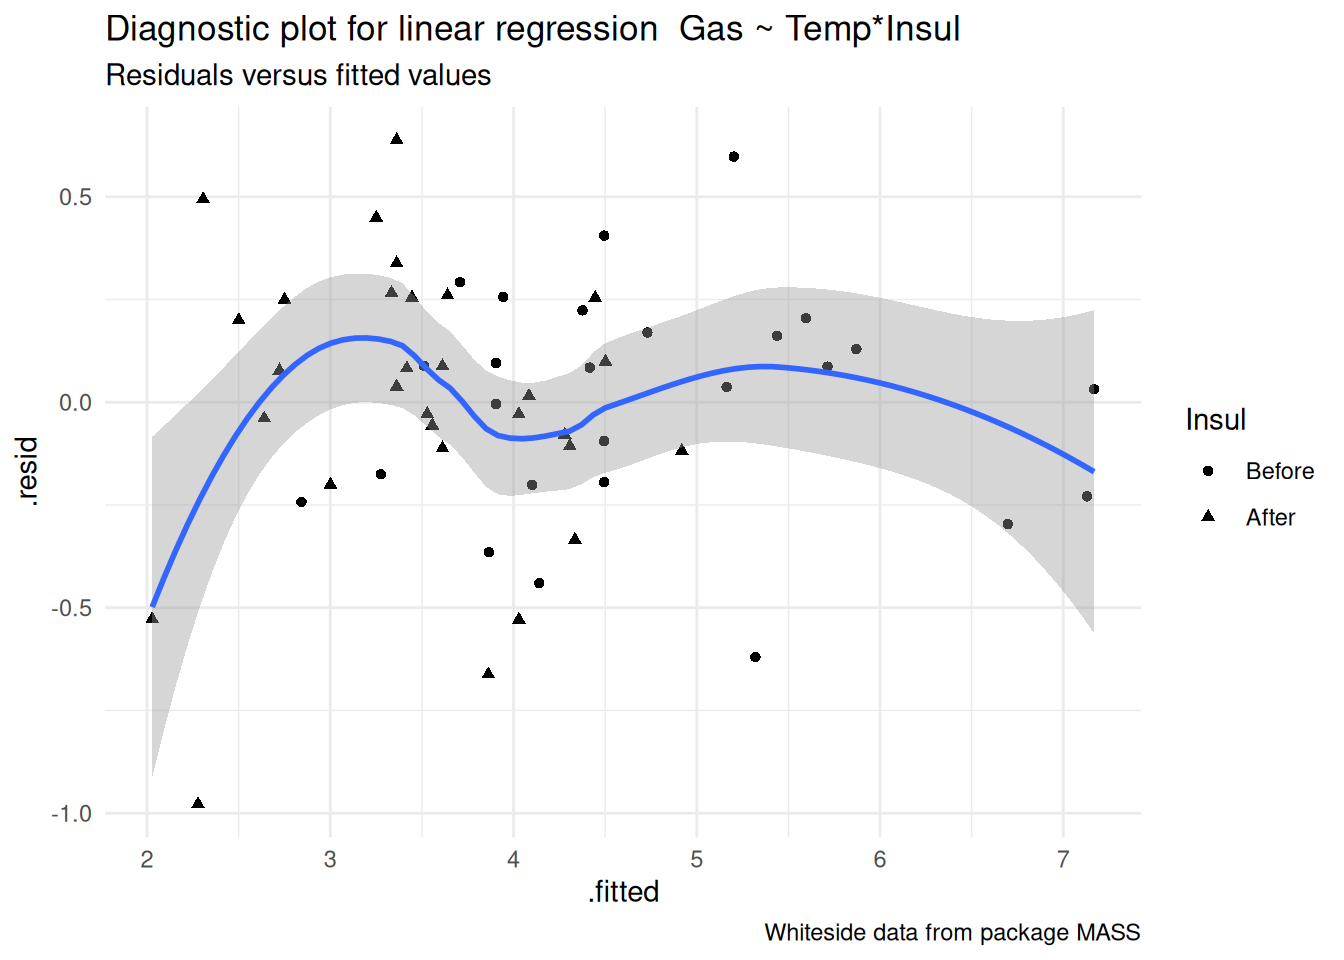 Diagnostic plot for linear regression  Gas ~ Temp*Insul
Residuals versus fitted values
0.5
0.0
-0.5
-1.0
.resid
2 3 4 5 6 7
.fitted
Insul
Before
After
Whiteside data from package MASS